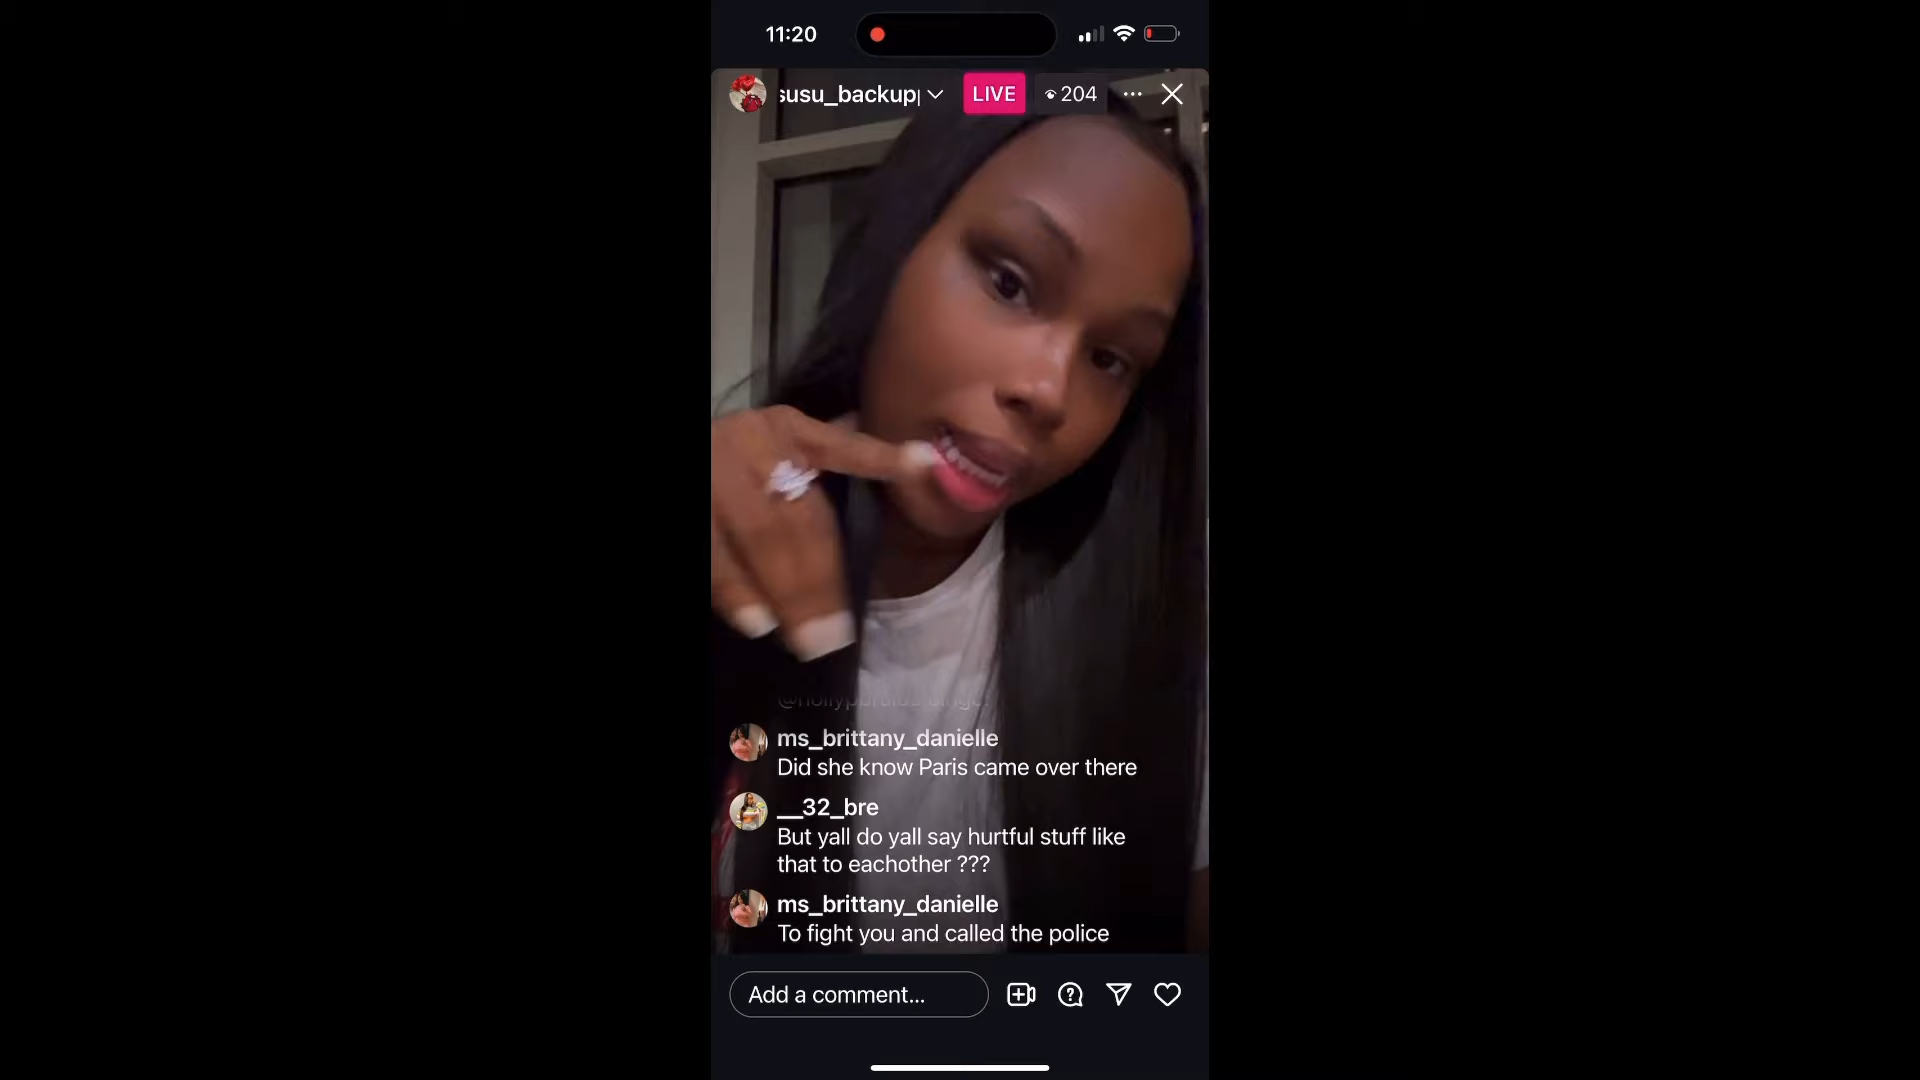 11:20
susu_backup
LIVE
204
ms_brittany_danielle
Did she know Paris came over there
__32_bre
But yall do yall say hurtful stuff like
that to eachother ???
ms_brittany_danielle
To fight you and called the police
Add a comment...